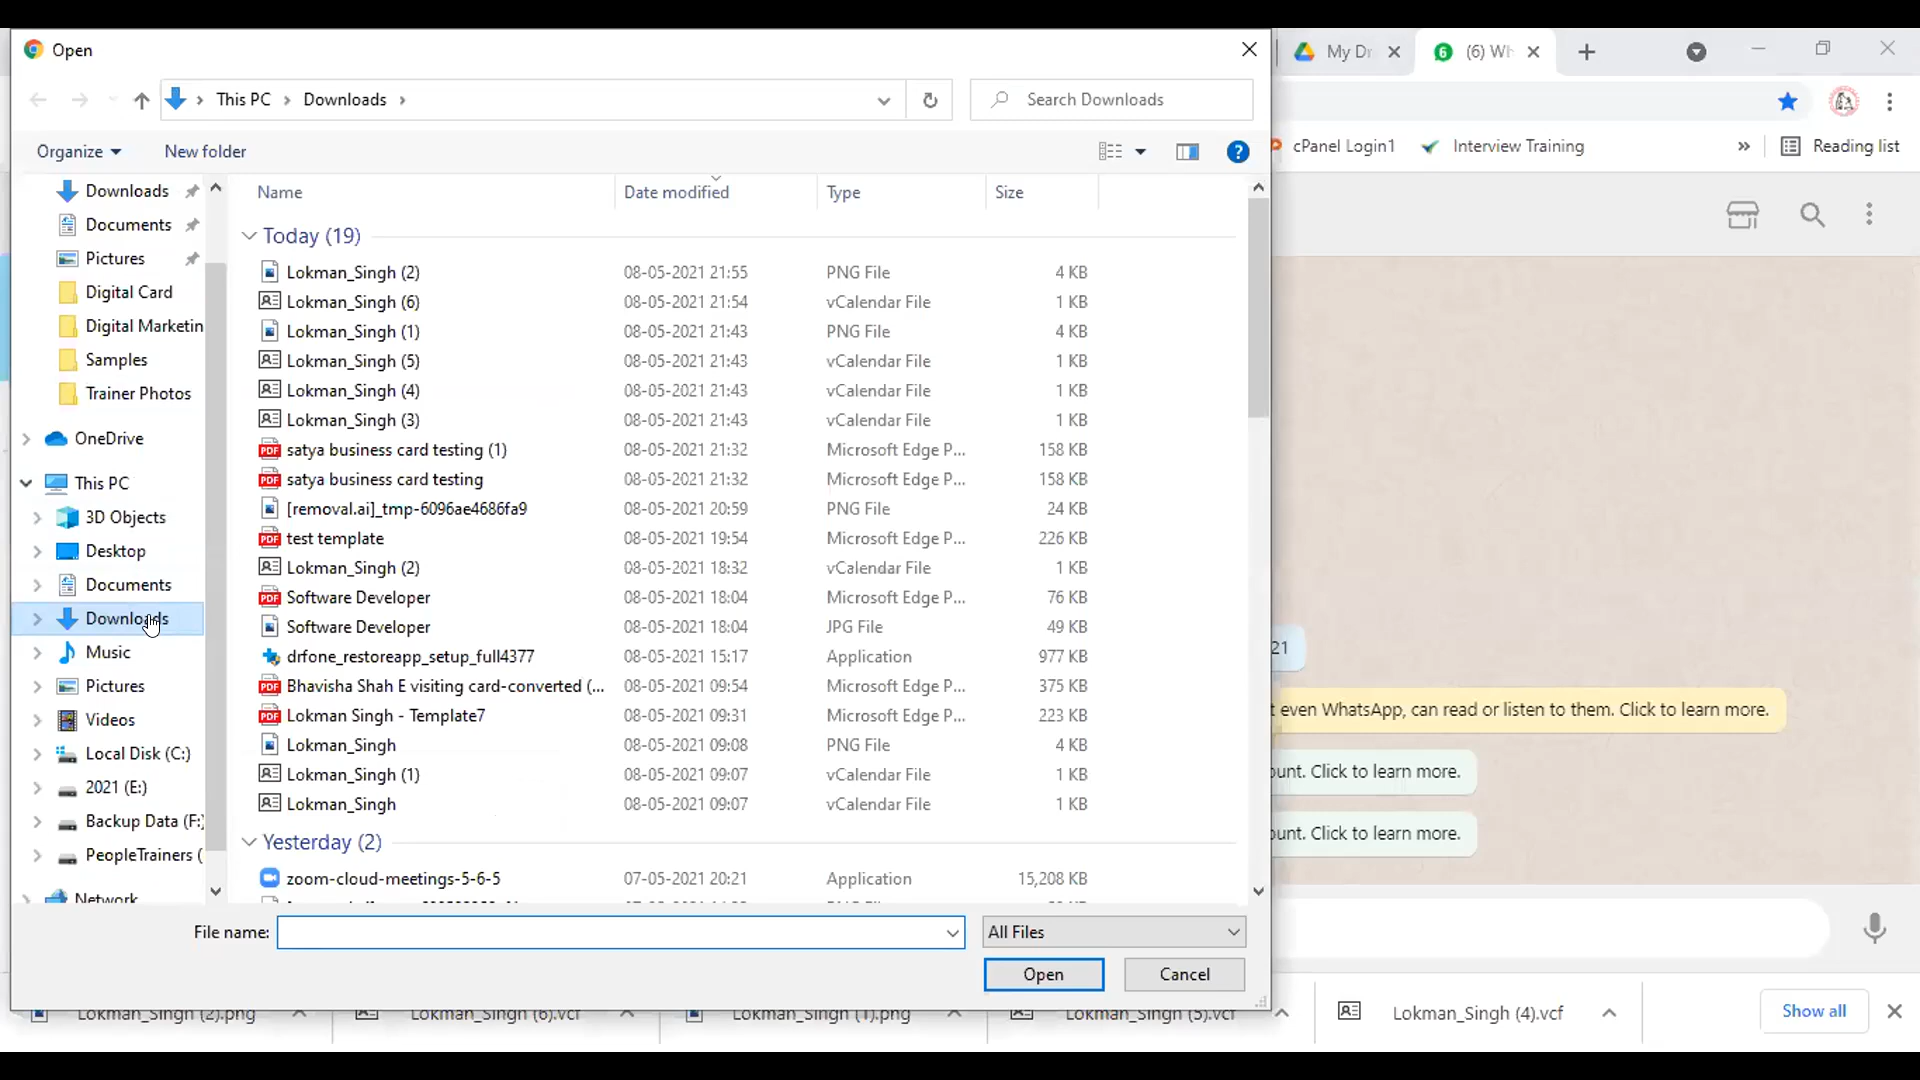 Open
My Dr
(6) Wh
This PC > Downloads >
Search Downloads
Organize
New folder
cPanel Login1
Interview Training
»
Reading list
Name
Date modified
Type
Size
Downloads
Documents
Pictures
Digital Card
Digital Marketin
Samples
Trainer Photos
OneDrive
This PC
3D Objects
Desktop
Documents
Downloads
Music
Pictures
Videos
Local Disk (C:)
2021 (E:)
Backup Data (F:)
PeopleTrainers (
Network
Today (19)
Lokman_Singh (2) 08-05-2021 21:55 PNG File 4 KB
Lokman_Singh (6) 08-05-2021 21:54 vCalendar File 1 KB
Lokman_Singh (1) 08-05-2021 21:43 PNG File 4 KB
Lokman_Singh (5) 08-05-2021 21:43 vCalendar File 1 KB
Lokman_Singh (4) 08-05-2021 21:43 vCalendar File 1 KB
Lokman_Singh (3) 08-05-2021 21:43 vCalendar File 1 KB
satya business card testing (1) 08-05-2021 21:32 Microsoft Edge P... 158 KB
satya business card testing 08-05-2021 21:32 Microsoft Edge P... 158 KB
[removal.ai]_tmp-6096ae4686fa9 08-05-2021 20:59 PNG File 24 KB
test template 08-05-2021 19:54 Microsoft Edge P... 226 KB
Lokman_Singh (2) 08-05-2021 18:32 vCalendar File 1 KB
Software Developer 08-05-2021 18:04 Microsoft Edge P... 76 KB
Software Developer 08-05-2021 18:04 JPG File 49 KB
drfone_restoreapp_setup_full4377 08-05-2021 15:17 Application 977 KB
Bhavisha Shah E visiting card-converted (... 08-05-2021 09:54 Microsoft Edge P... 375 KB
Lokman Singh - Template7 08-05-2021 09:31 Microsoft Edge P... 223 KB
Lokman_Singh 08-05-2021 09:08 PNG File 4 KB
Lokman_Singh (1) 08-05-2021 09:07 vCalendar File 1 KB
Lokman_Singh 08-05-2021 09:07 vCalendar File 1 KB
Yesterday (2)
zoom-cloud-meetings-5-6-5 07-05-2021 20:21 Application 15,208 KB
21
t even WhatsApp, can read or listen to them. Click to learn more.
ount. Click to learn more.
ount. Click to learn more.
File name:
All Files
Open
Cancel
Lokman_Singh (2).png
Lokman_Singh (6).vcf
Lokman_Singh (1).png
Lokman_Singh (5).vcf
Lokman_Singh (4).vcf
Show all